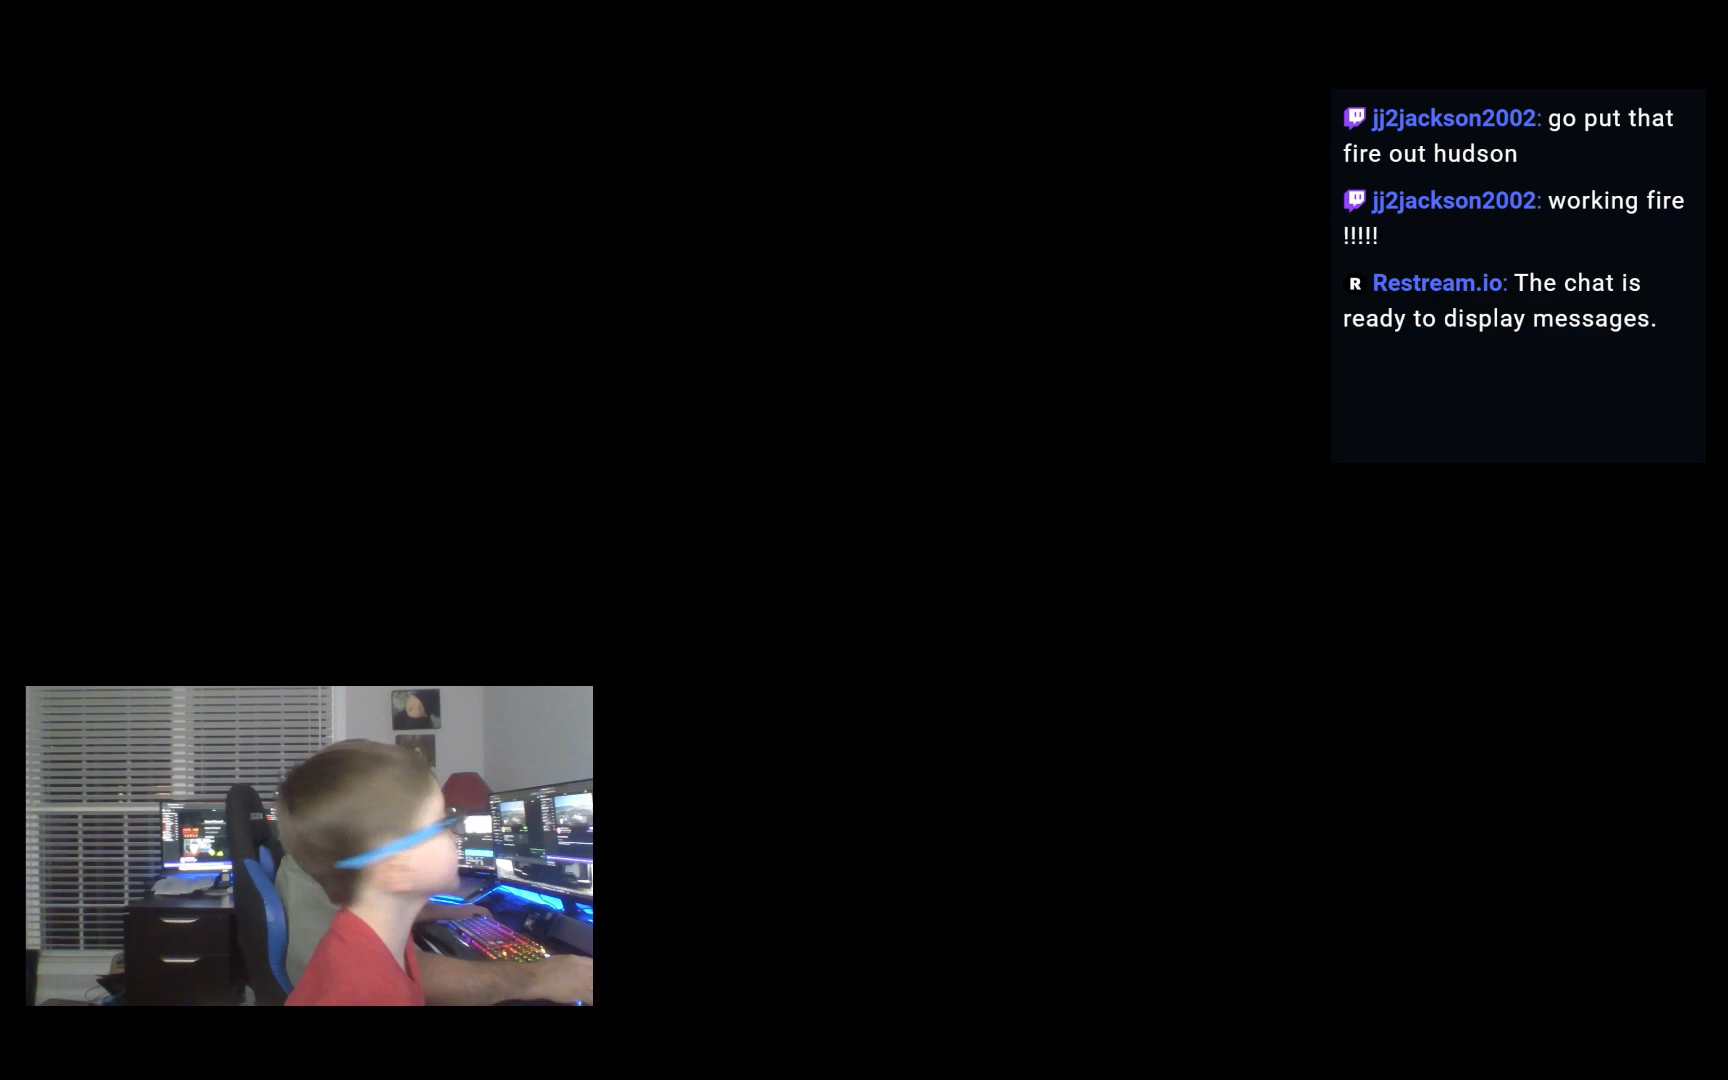 jj2jackson2002: go put that
fire out hudson
jj2jackson2002: working fire
!!!!!
R Restream.io: The chat is
ready to display messages.